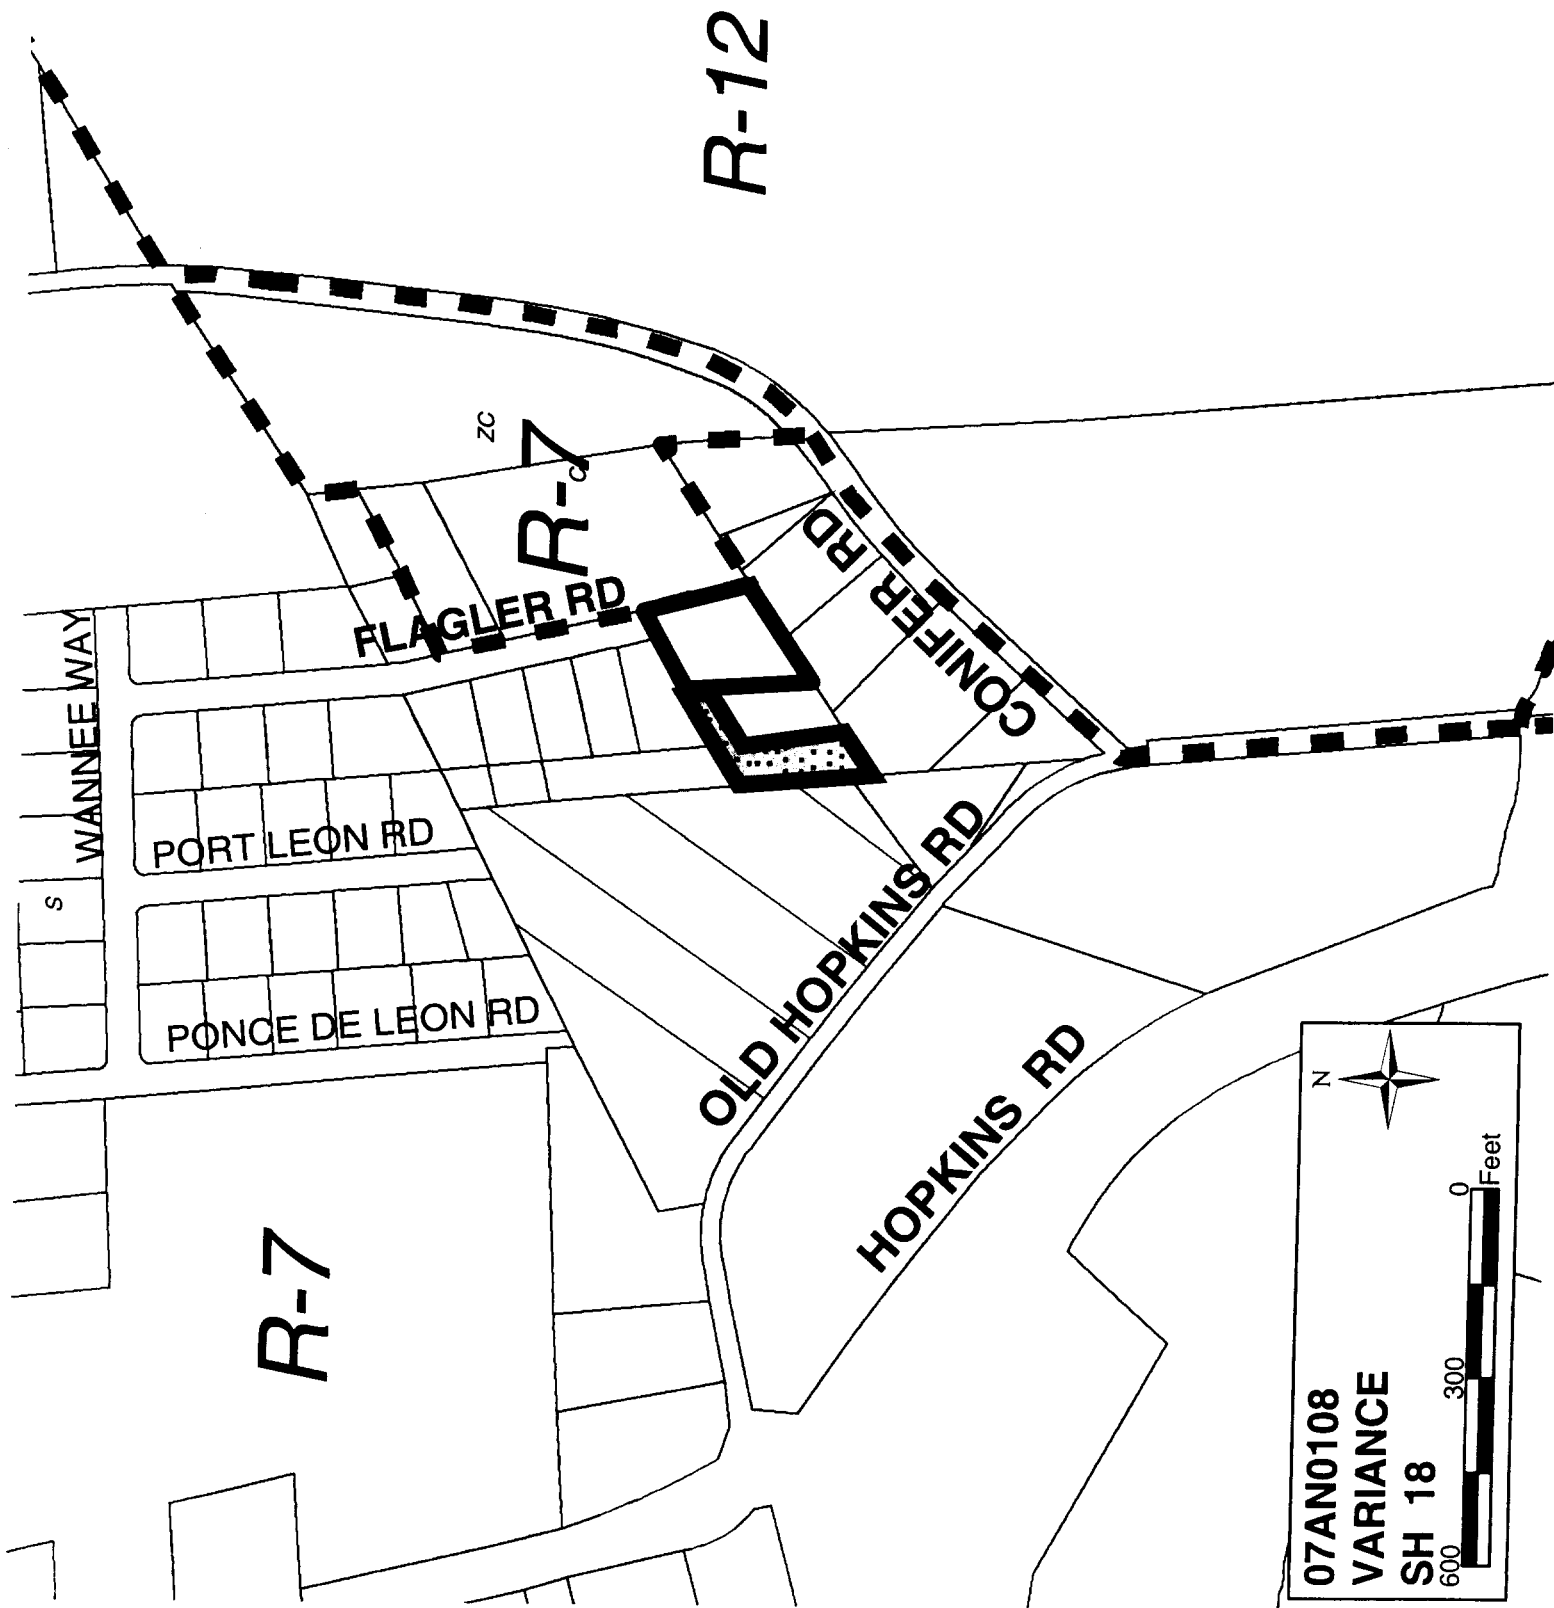 R-12
zc
R-7
c
FLAGLER RD
CONIFER RD
WANNEE WAY
PORT LEON RD
s
PONCE DE LEON RD
OLD HOPKINS RD
HOPKINS RD
R-7
N
07AN0108
VARIANCE
SH 18
600 300 0
Feet